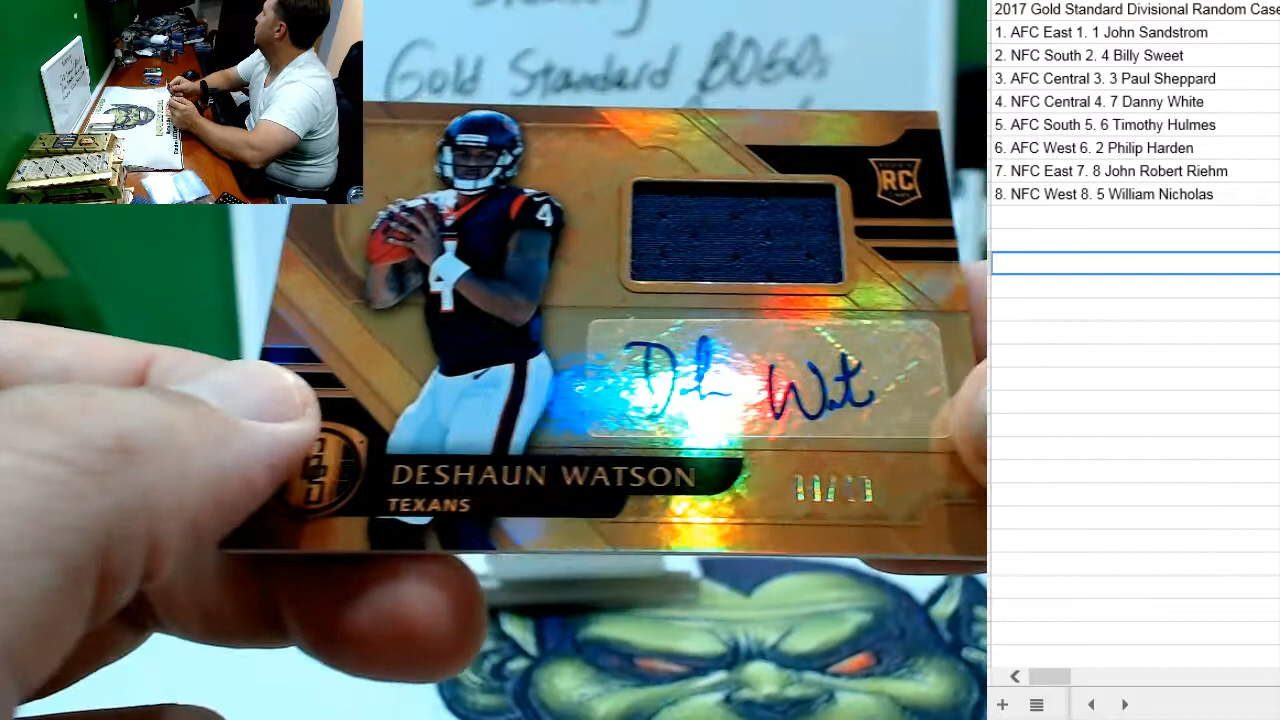 Gold Standard BOGOs
RC
4
4
DESHAUN WATSON
TEXANS
2017 Gold Standard Divisional Random Case
1. AFC East 1. 1 John Sandstrom
2. NFC South 2. 4 Billy Sweet
3. AFC Central 3. 3 Paul Sheppard
4. NFC Central 4. 7 Danny White
5. AFC South 5. 6 Timothy Hulmes
6. AFC West 6. 2 Philip Harden
7. NFC East 7. 8 John Robert Riehm
8. NFC West 8. 5 William Nicholas